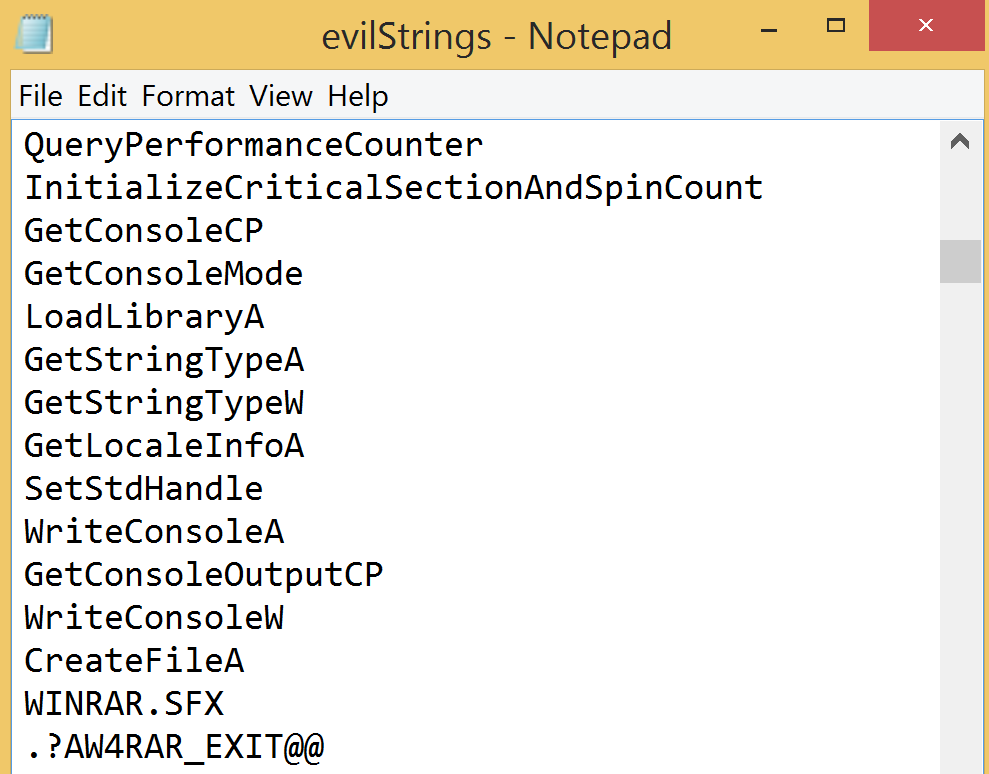 evilStrings - Notepad
File Edit Format View Help
QueryPerformanceCounter
InitializeCriticalSectionAndSpinCount
GetConsoleCP
GetConsoleMode
LoadLibraryA
GetStringTypeA
GetStringTypeW
GetLocaleInfoA
SetStdHandle
WriteConsoleA
GetConsoleOutputCP
WriteConsoleW
CreateFileA
WINRAR.SFX
.?AW4RAR_EXIT@@